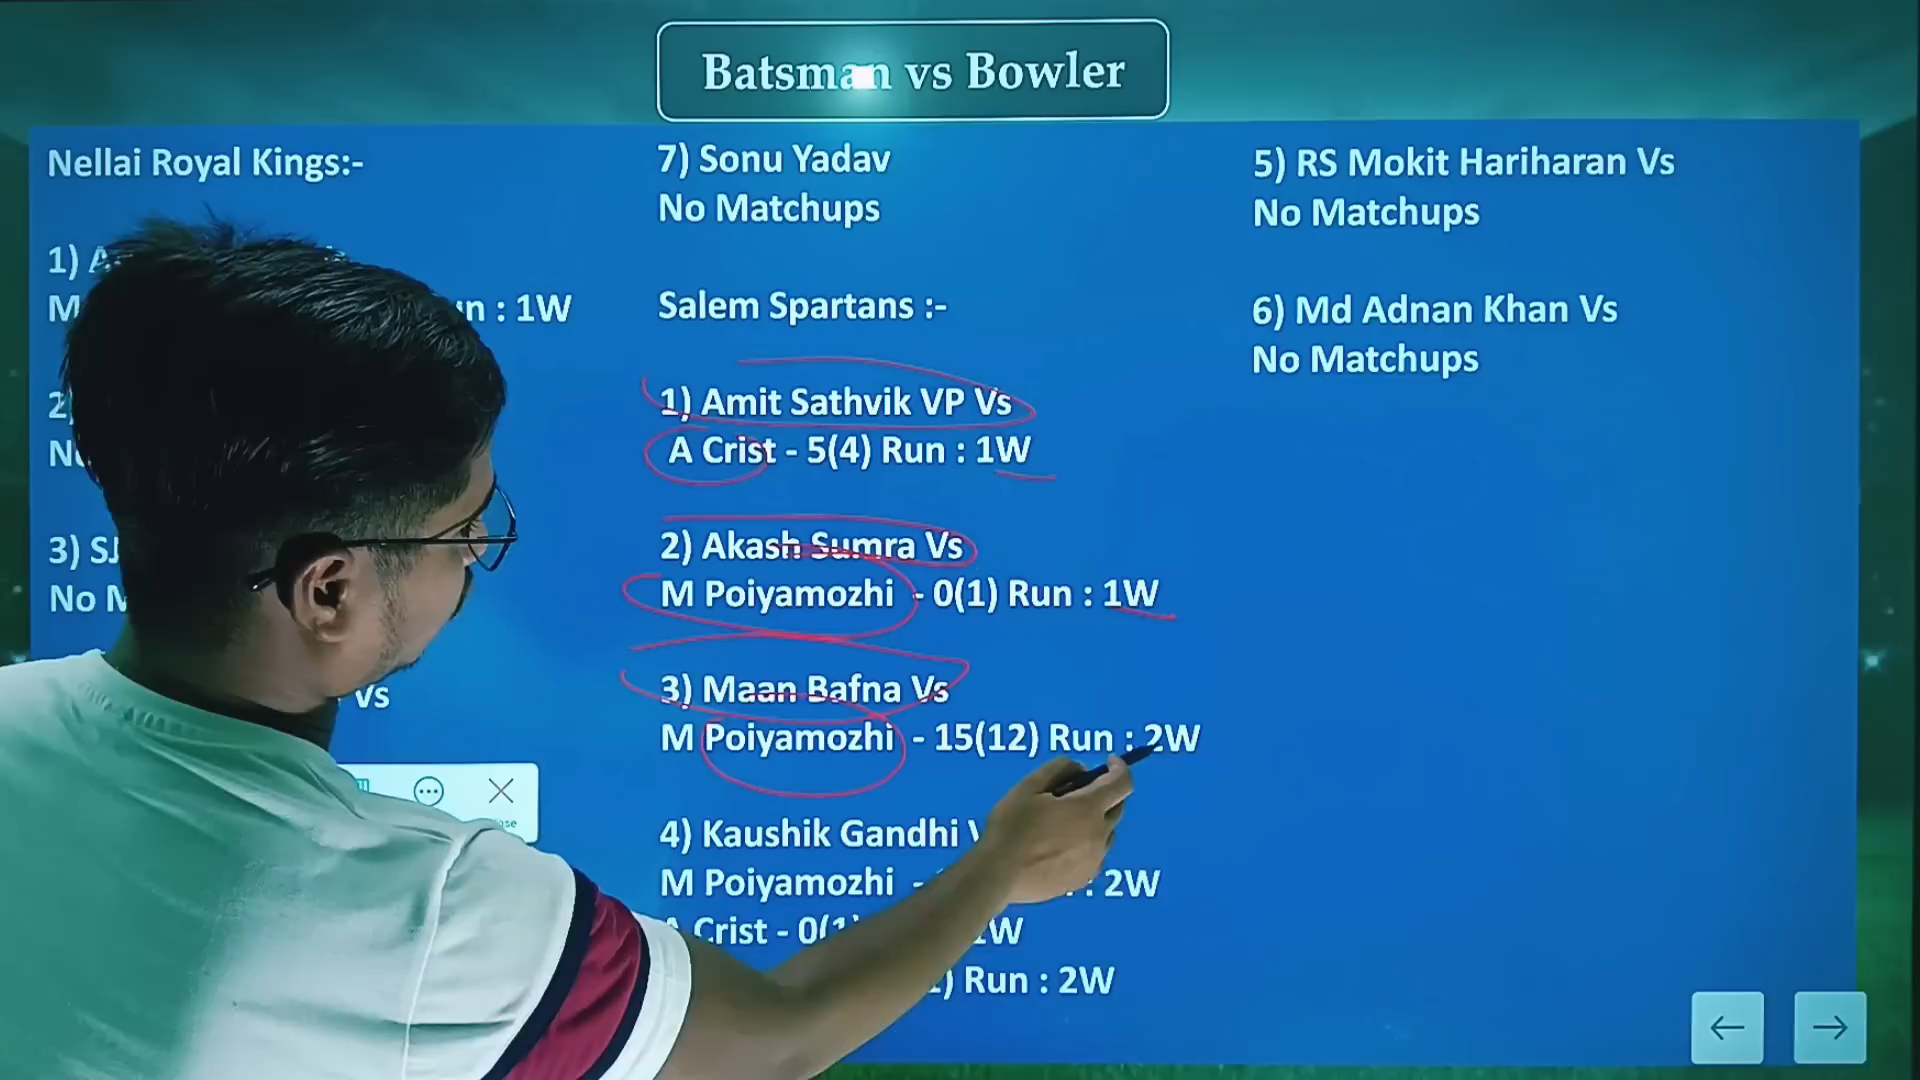 Batsman vs Bowler
Nellai Royal Kings:-
1)
M : 1W
2)
3) SJ
No
vs
7) Sonu Yadav
No Matchups
Salem Spartans :-
1) Amit Sathvik VP Vs
A Crist - 5(4) Run : 1W
2) Akash Sumra Vs
M Poiyamozhi - 0(1) Run : 1W
3) Maan Bafna Vs
M Poiyamozhi - 15(12) Run : 2W
4) Kaushik Gandhi
M Poiyamozhi - : 2W
Crist - 0(1
) Run : 2W
5) RS Mokit Hariharan Vs
No Matchups
6) Md Adnan Khan Vs
No Matchups